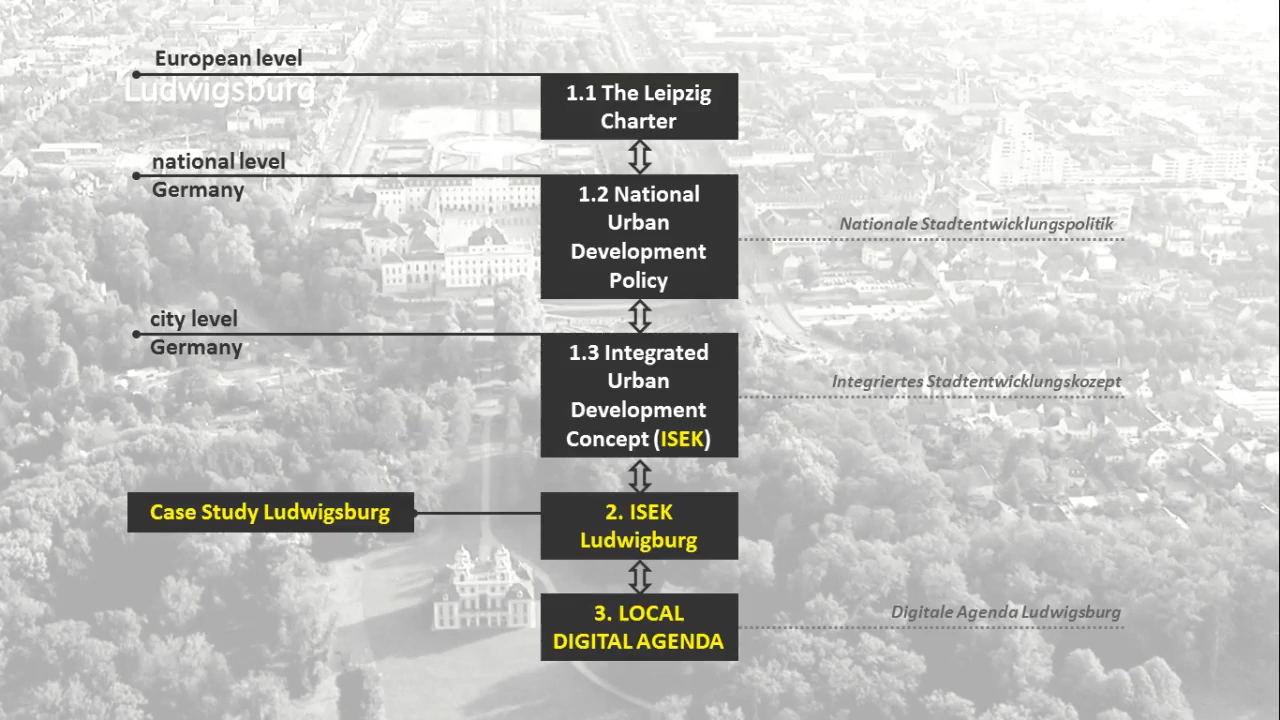 European level
Ludwigsburg
1.1 The Leipzig
Charter
national level
Germany
1.2 National
Urban
Development
Policy
Nationale Stadtentwicklungspolitik
city level
Germany
1.3 Integrated
Urban
Development
Concept (ISEK)
Integriertes Stadtentwicklungskozept
Case Study Ludwigsburg
2. ISEK
Ludwigburg
3. LOCAL
DIGITAL AGENDA
Digitale Agenda Ludwigsburg